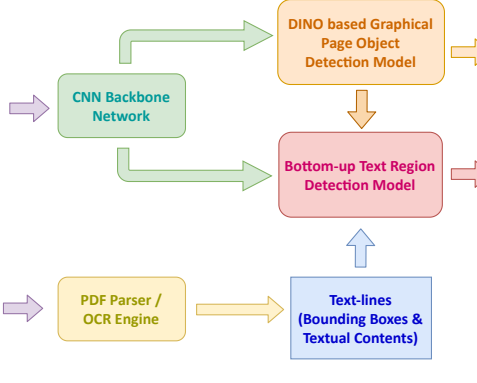 DINO based Graphical
Page Object
Detection Model
CNN Backbone
Network
Bottom-up Text Region
Detection Model
PDF Parser /
OCR Engine
Text-lines
(Bounding Boxes &
Textual Contents)